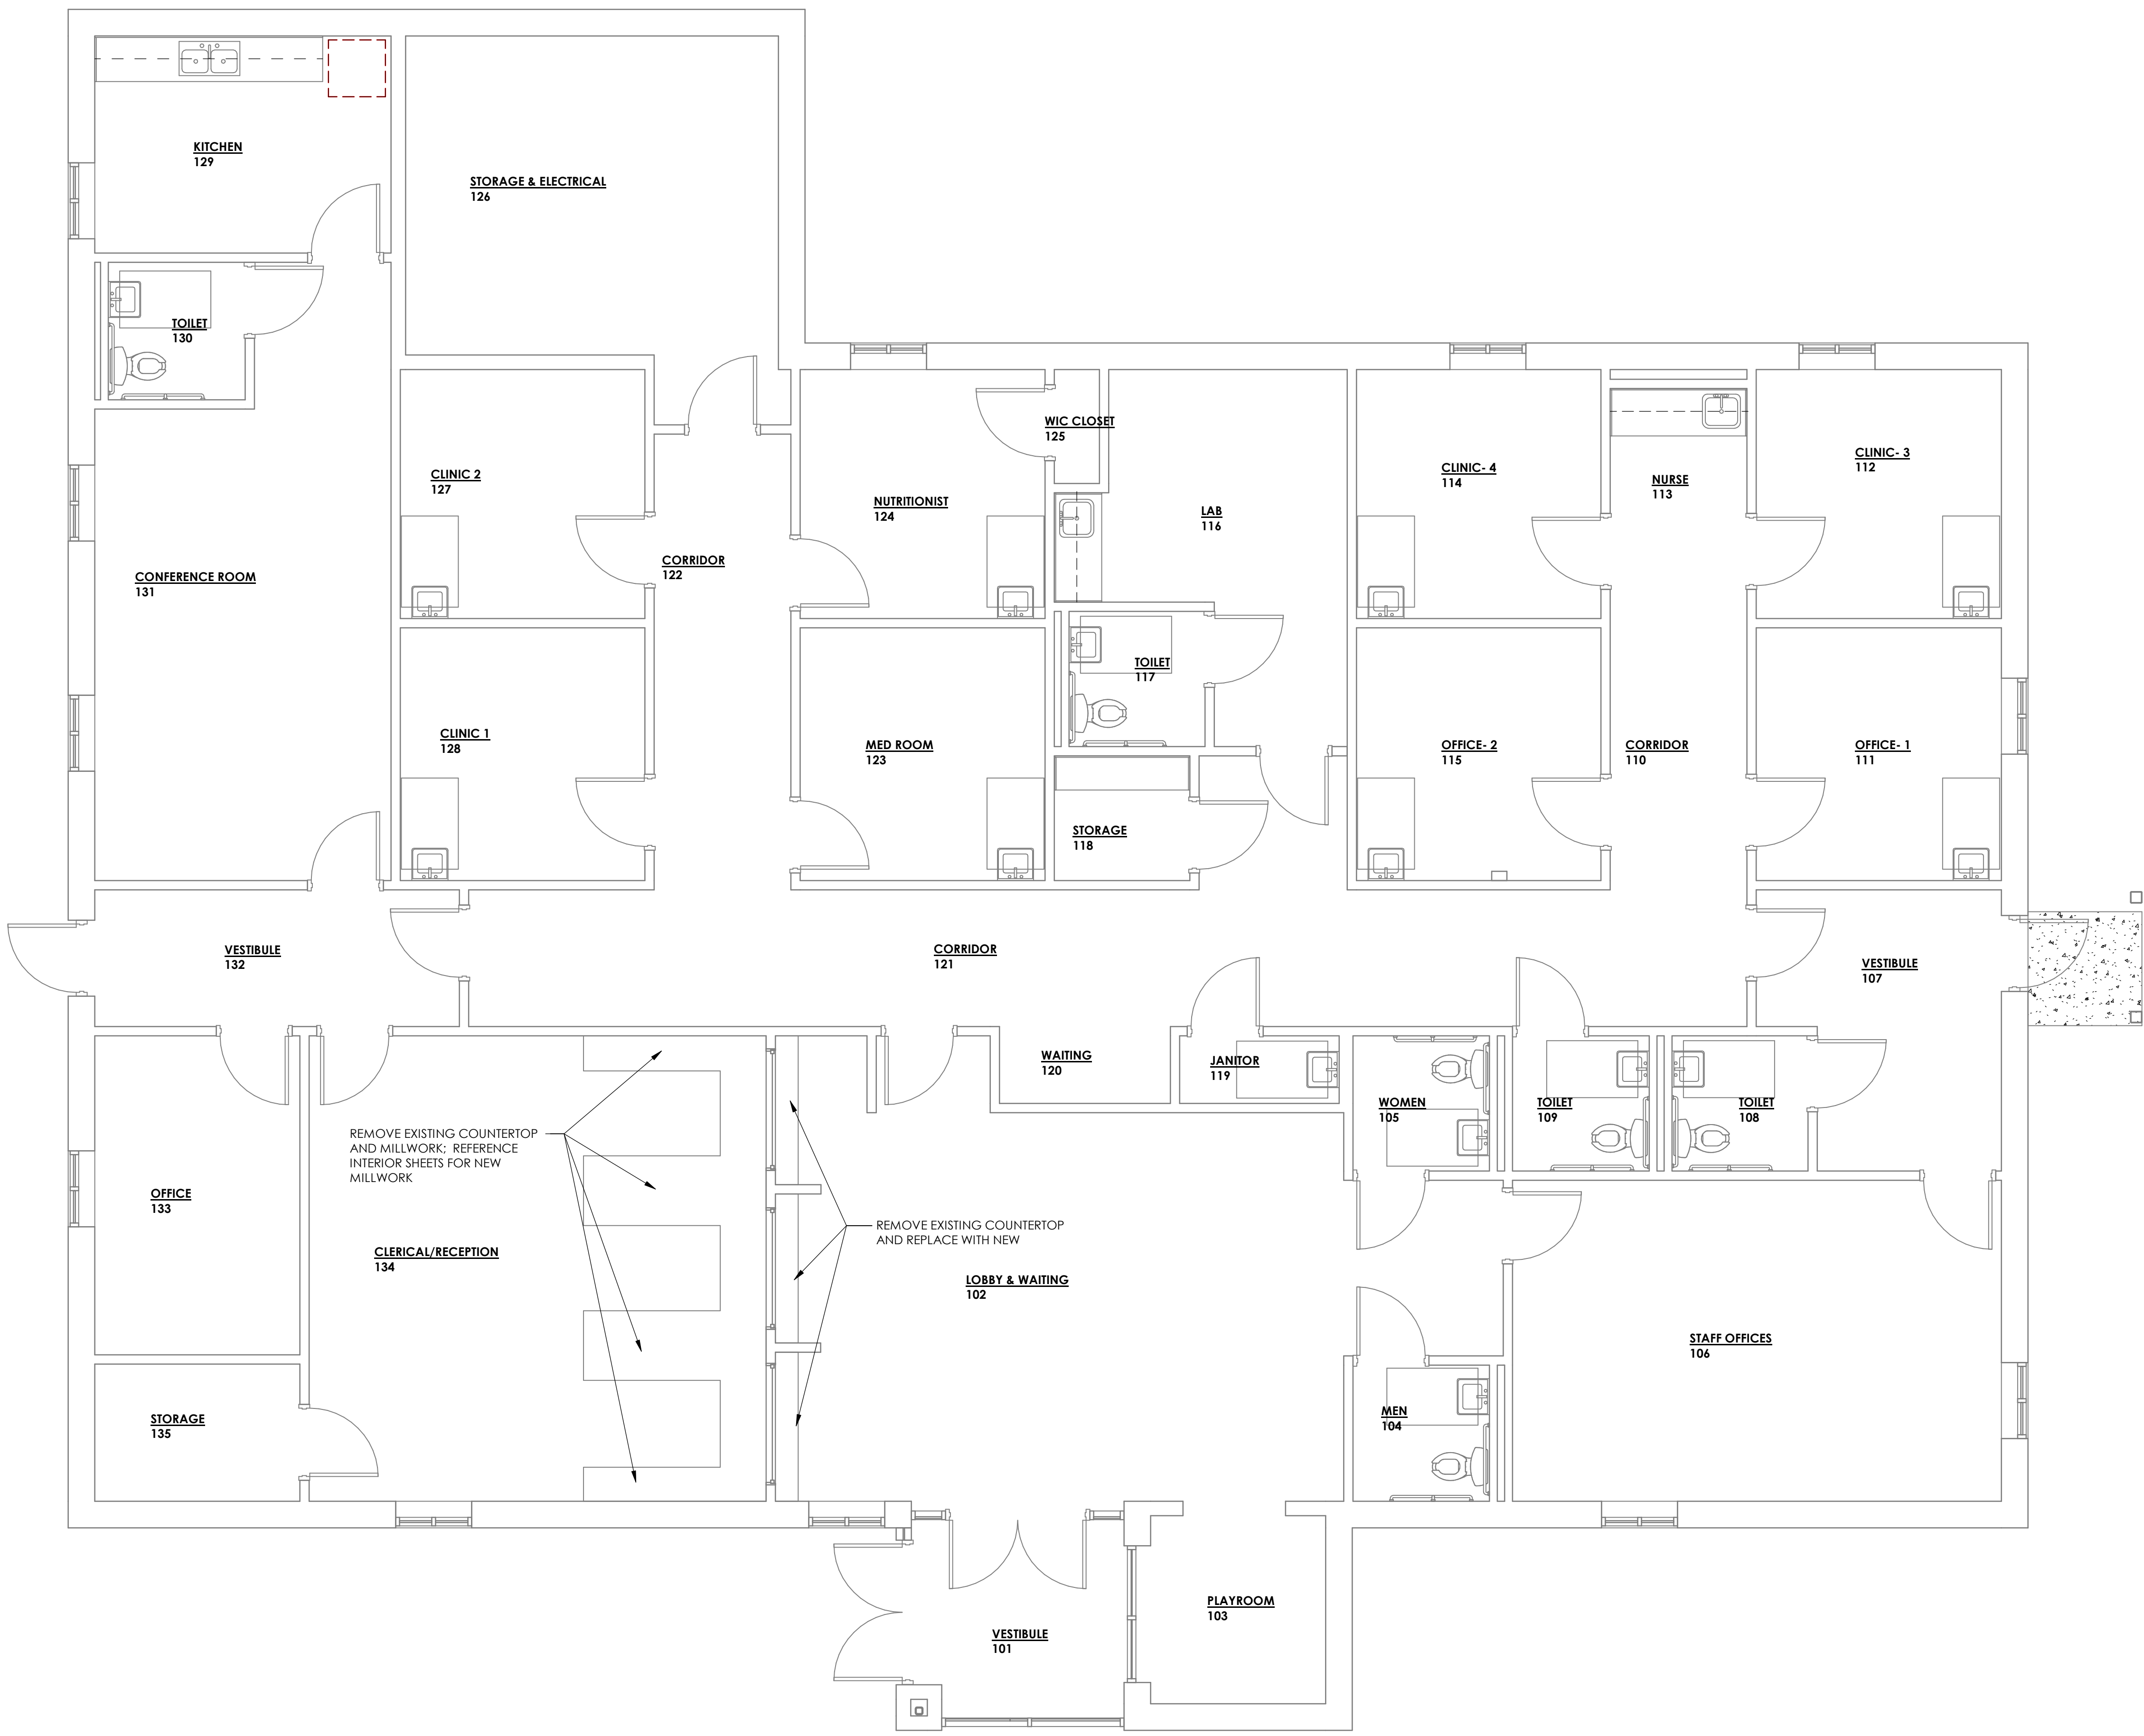 KITCHEN
129
STORAGE & ELECTRICAL
126
TOILET
130
WIC CLOSET
125
CLINIC 2
127
NUTRITIONIST
124
LAB
116
CLINIC- 4
114
NURSE
113
CLINIC- 3
112
CONFERENCE ROOM
131
CORRIDOR
122
TOILET
117
CLINIC 1
128
MED ROOM
123
OFFICE- 2
115
CORRIDOR
110
OFFICE- 1
111
STORAGE
118
VESTIBULE
132
CORRIDOR
121
VESTIBULE
107
WAITING
120
JANITOR
119
WOMEN
105
TOILET
109
TOILET
108
REMOVE EXISTING COUNTERTOP
AND MILLWORK; REFERENCE
INTERIOR SHEETS FOR NEW
MILLWORK
OFFICE
133
REMOVE EXISTING COUNTERTOP
AND REPLACE WITH NEW
CLERICAL/RECEPTION
134
LOBBY & WAITING
102
STAFF OFFICES
106
STORAGE
135
MEN
104
PLAYROOM
103
VESTIBULE
101